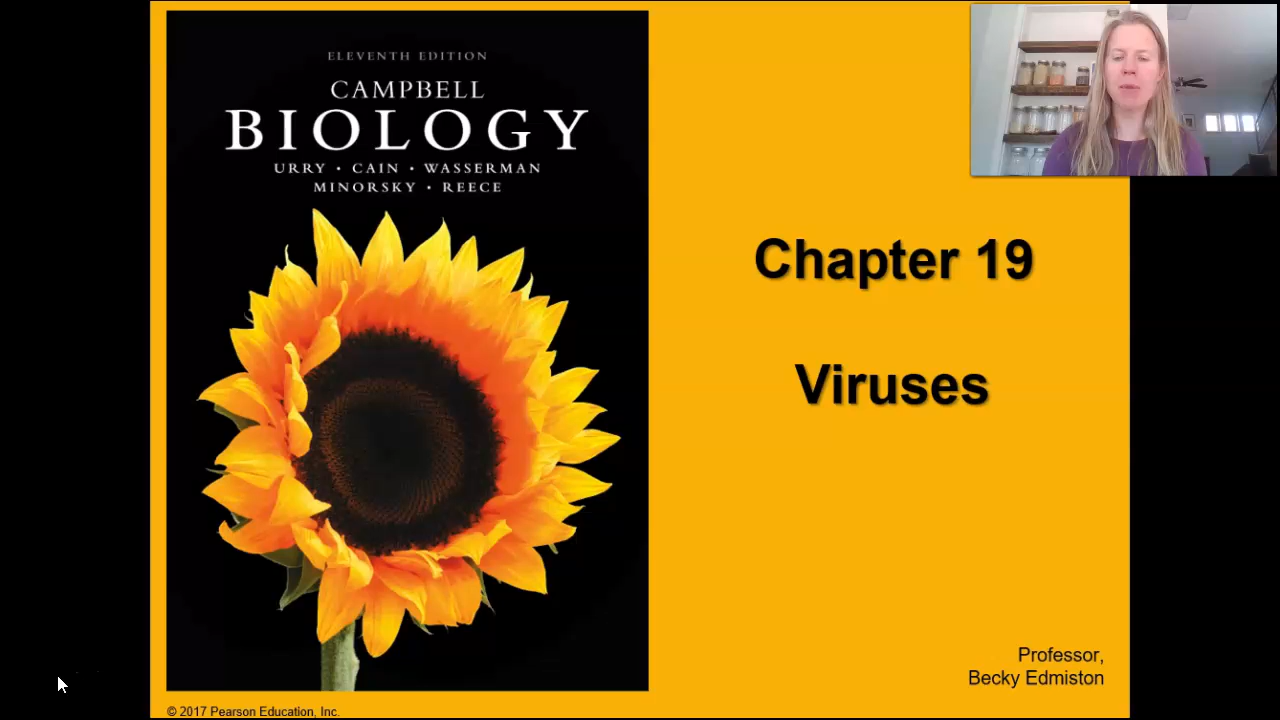 ELEVENTH EDITION
CAMPBELL
BIOLOGY
URRY • CAIN • WASSERMAN
MINORSKY • REECE
Chapter 19
Viruses
Professor,
Becky Edmiston
© 2017 Pearson Education, Inc.